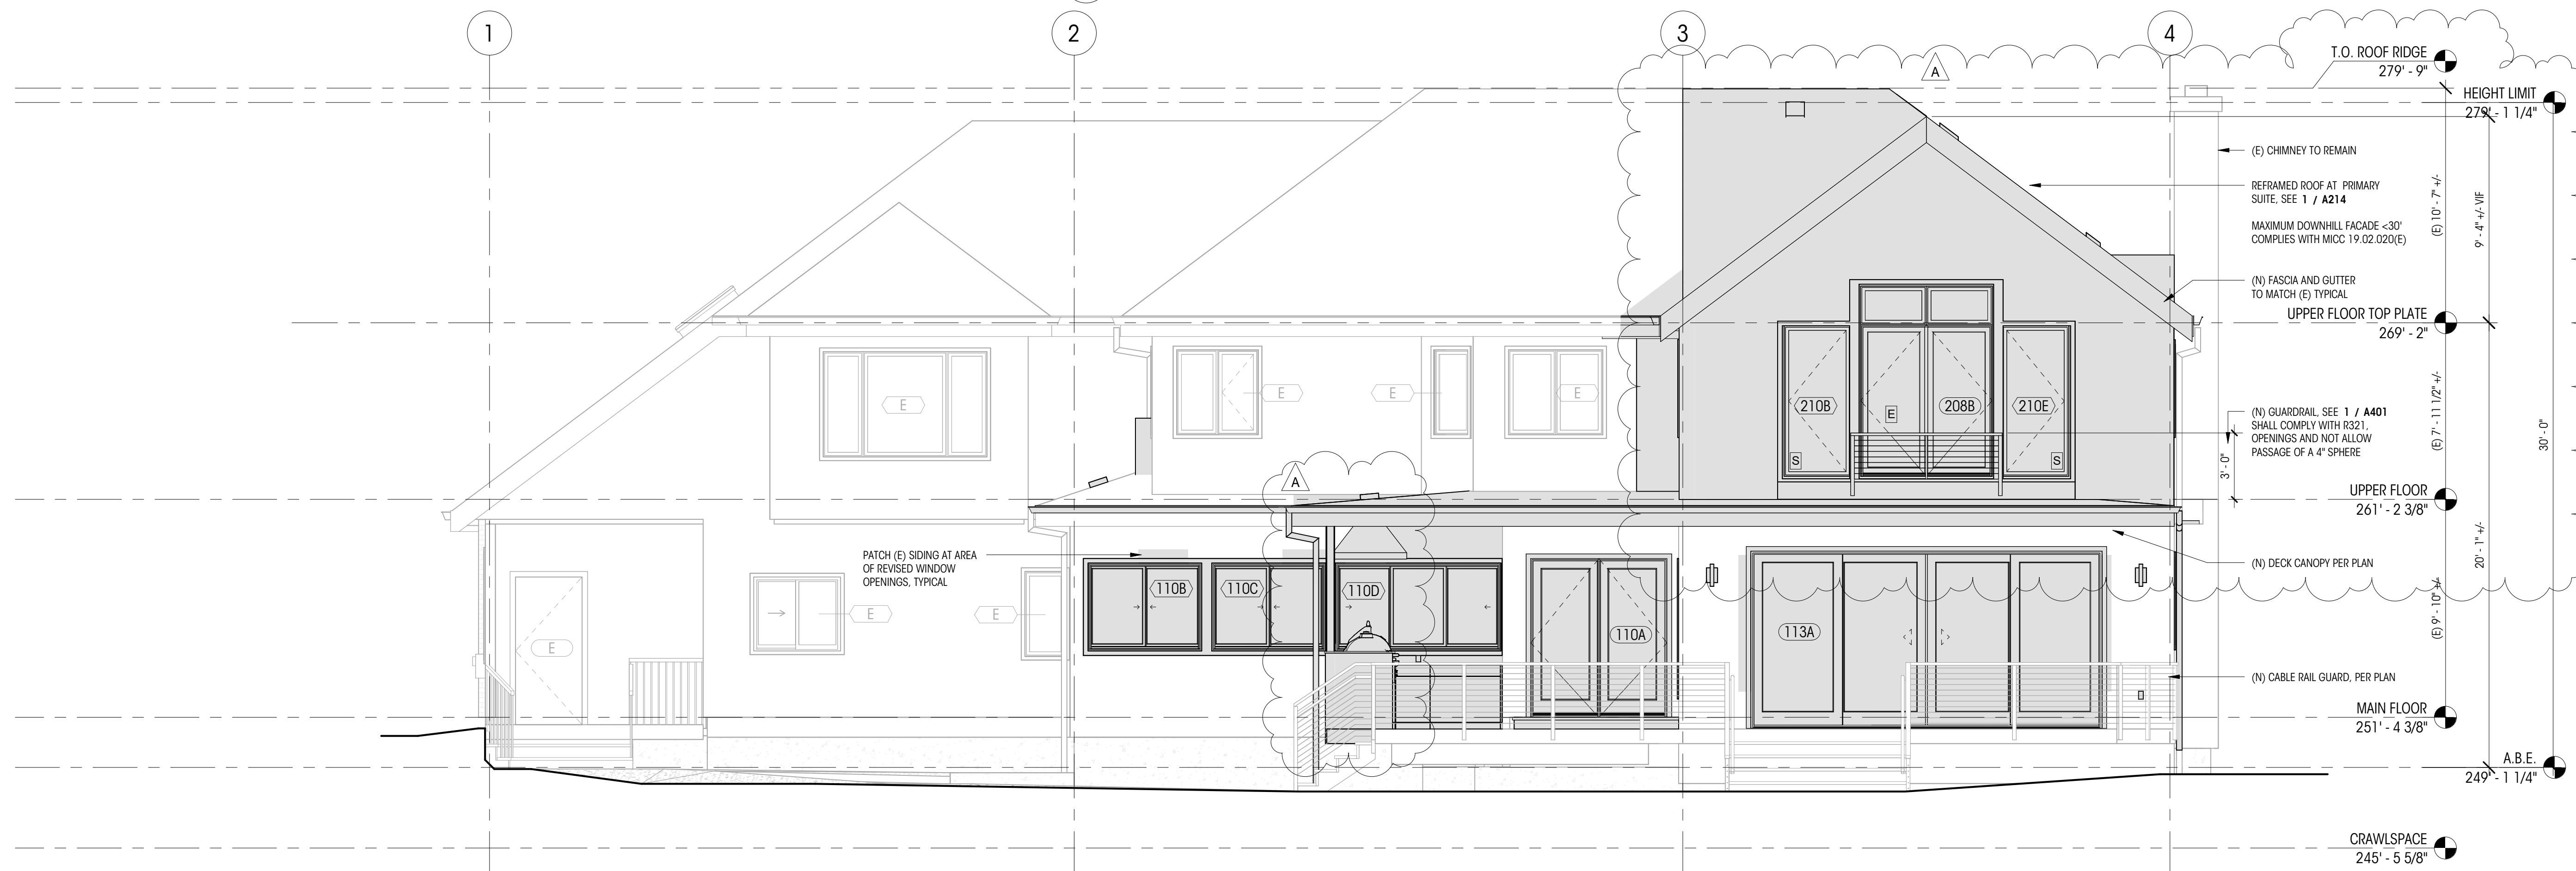 1
2
3
4
A
T.O. ROOF RIDGE
279' - 9"
HEIGHT LIMIT
279' - 1 1/4"
(E) CHIMNEY TO REMAIN
REFRAMED ROOF AT PRIMARY
SUITE, SEE 1 / A214
MAXIMUM DOWNHILL FACADE <30'
COMPLIES WITH MICC 19.02.020(E)
(E) 10' - 7" +/-
9' - 4" +/- VIF
(N) FASCIA AND GUTTER
TO MATCH (E) TYPICAL
UPPER FLOOR TOP PLATE
269' - 2"
E
E
E
E
210B
E
208B
210E
S
S
(N) GUARDRAIL, SEE 1 / A401
SHALL COMPLY WITH R321,
OPENINGS AND NOT ALLOW
PASSAGE OF A 4" SPHERE
3' - 0"
(E) 7' - 11 1/2" +/-
30' - 0"
A
UPPER FLOOR
261' - 2 3/8"
PATCH (E) SIDING AT AREA
OF REVISED WINDOW
OPENINGS, TYPICAL
(N) DECK CANOPY PER PLAN
20' - 1" +/-
(E) 9' - 10" +/-
E
E
E
110B
110C
110D
110A
113A
(N) CABLE RAIL GUARD, PER PLAN
MAIN FLOOR
251' - 4 3/8"
A.B.E.
249' - 1 1/4"
CRAWLSPACE
245' - 5 5/8"